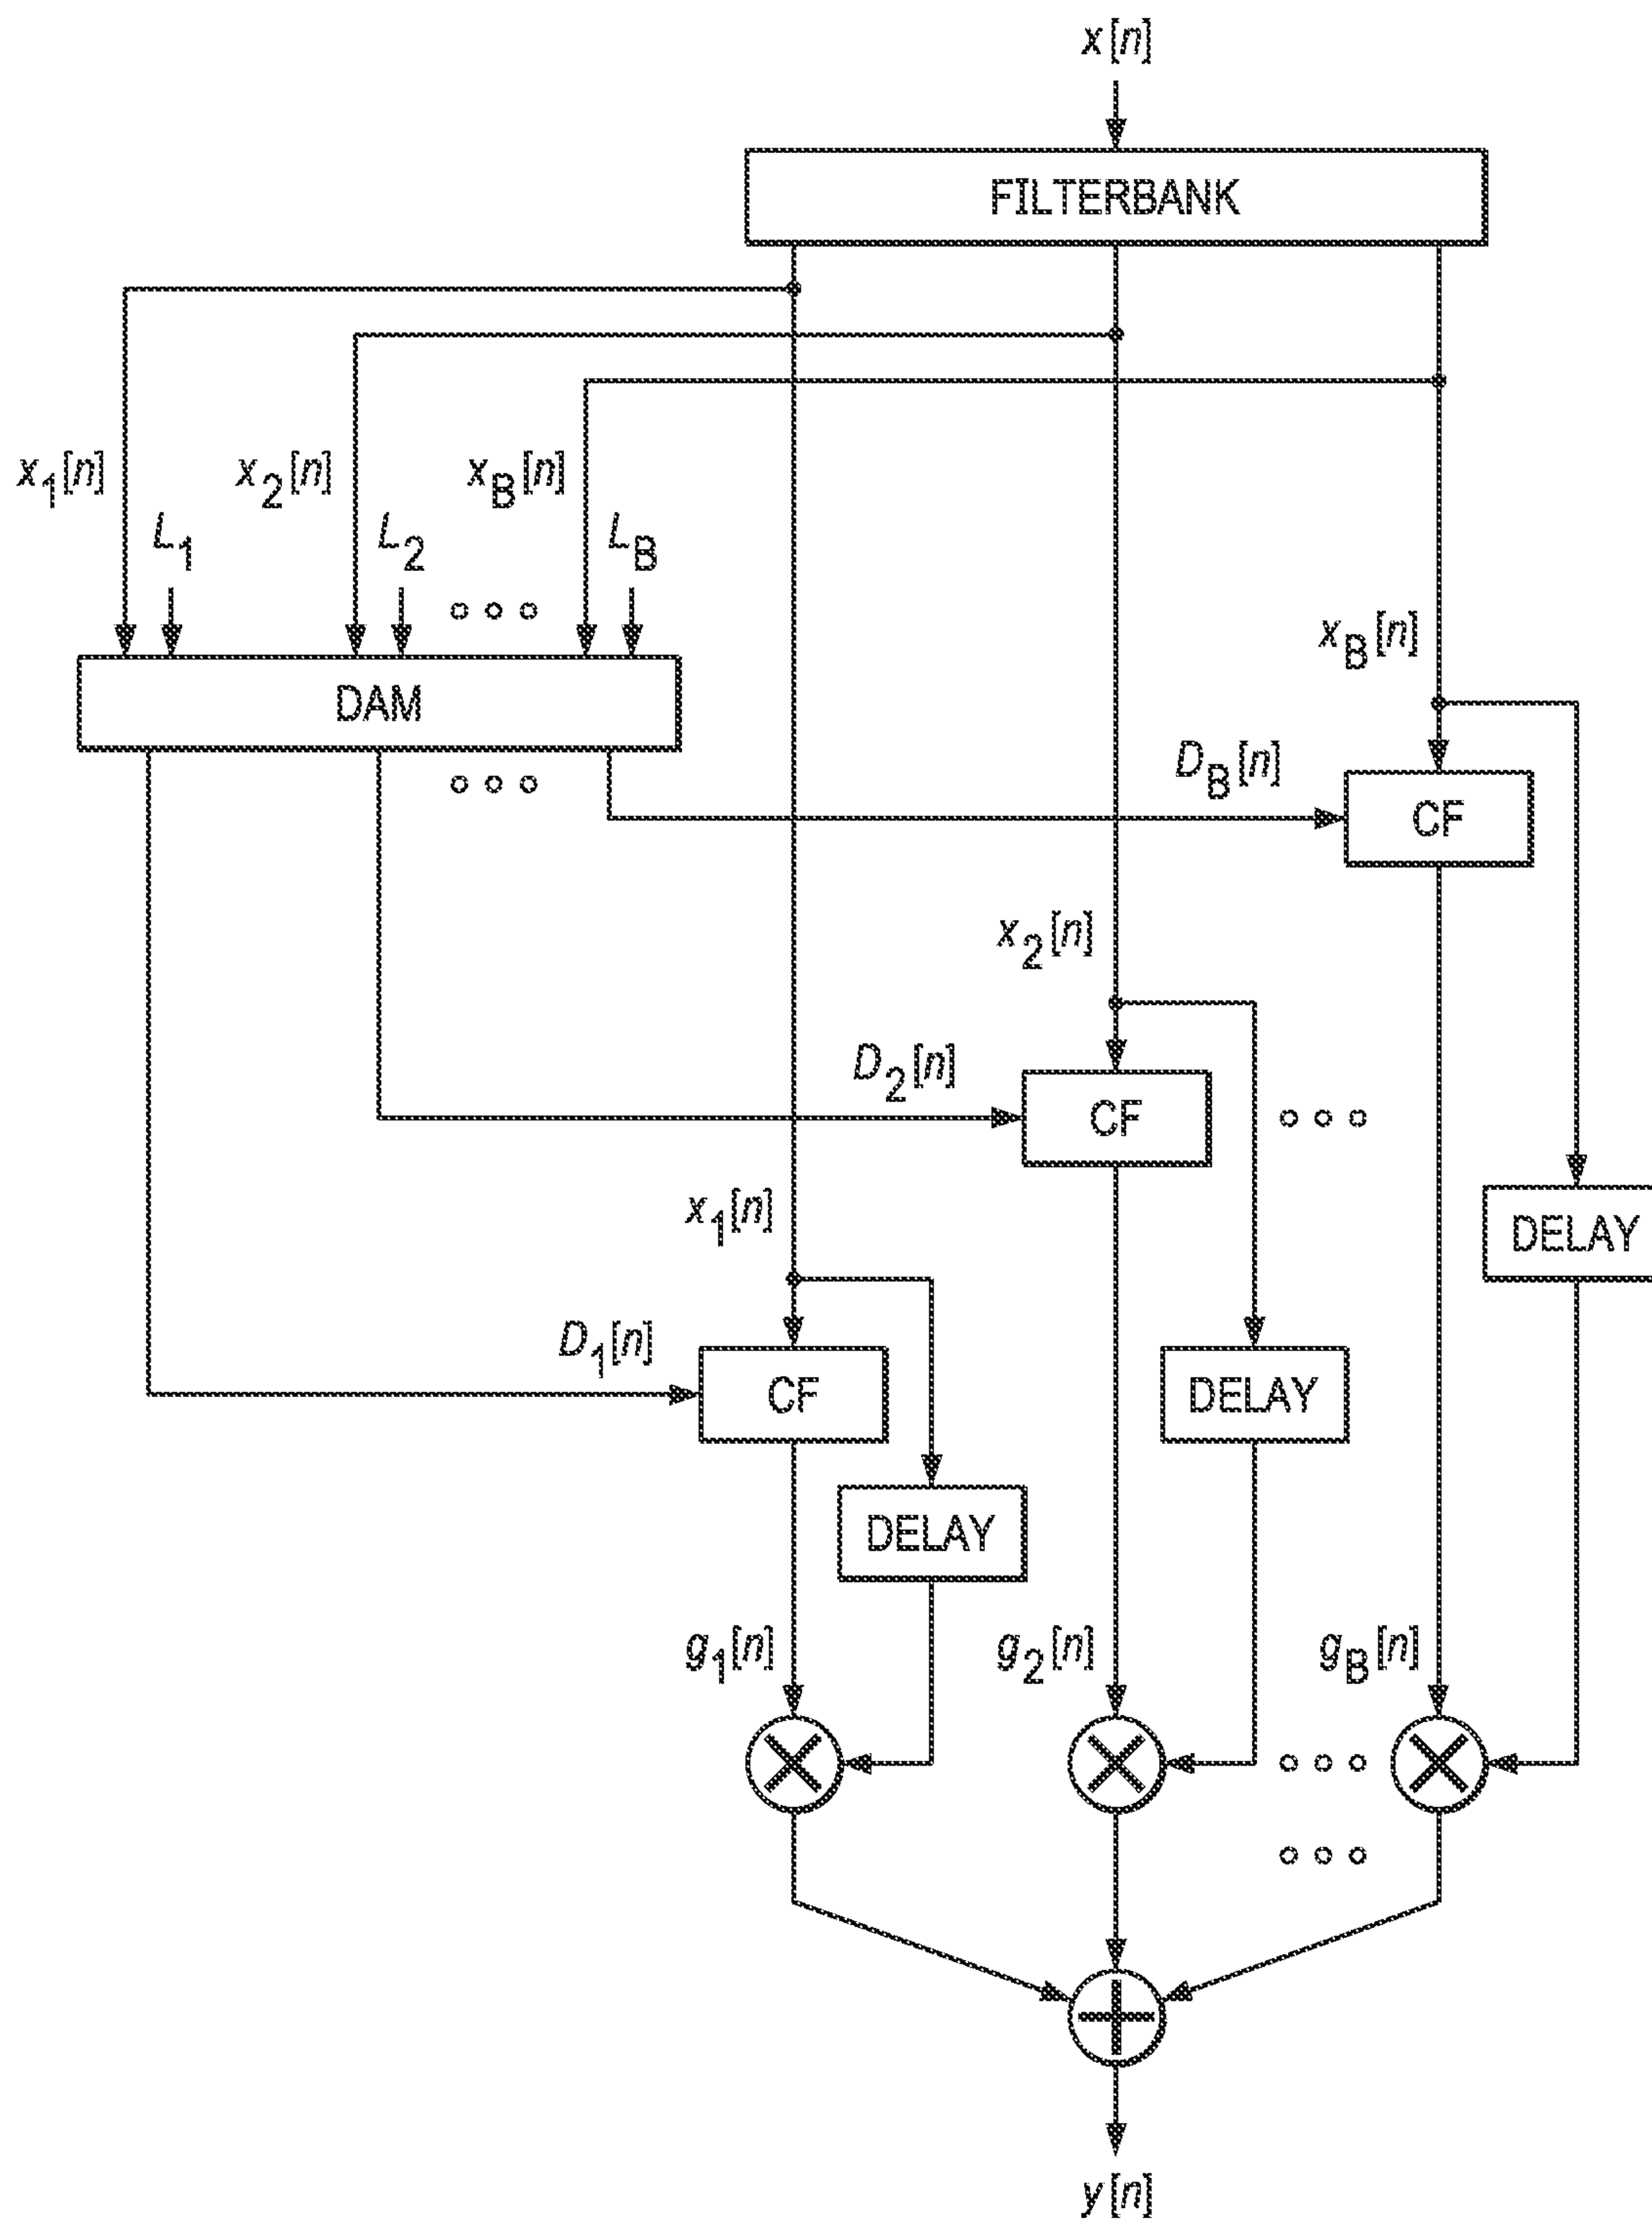 x[n]
FILTERBANK
x1[n] x2[n] xB[n]
L1 L2 LB
xB[n]
DAM
DB[n]
CF
x2[n]
D2[n]
CF
x1[n]
DELAY
D1[n]
CF
DELAY
DELAY
g1[n] g2[n] gB[n]
y[n]